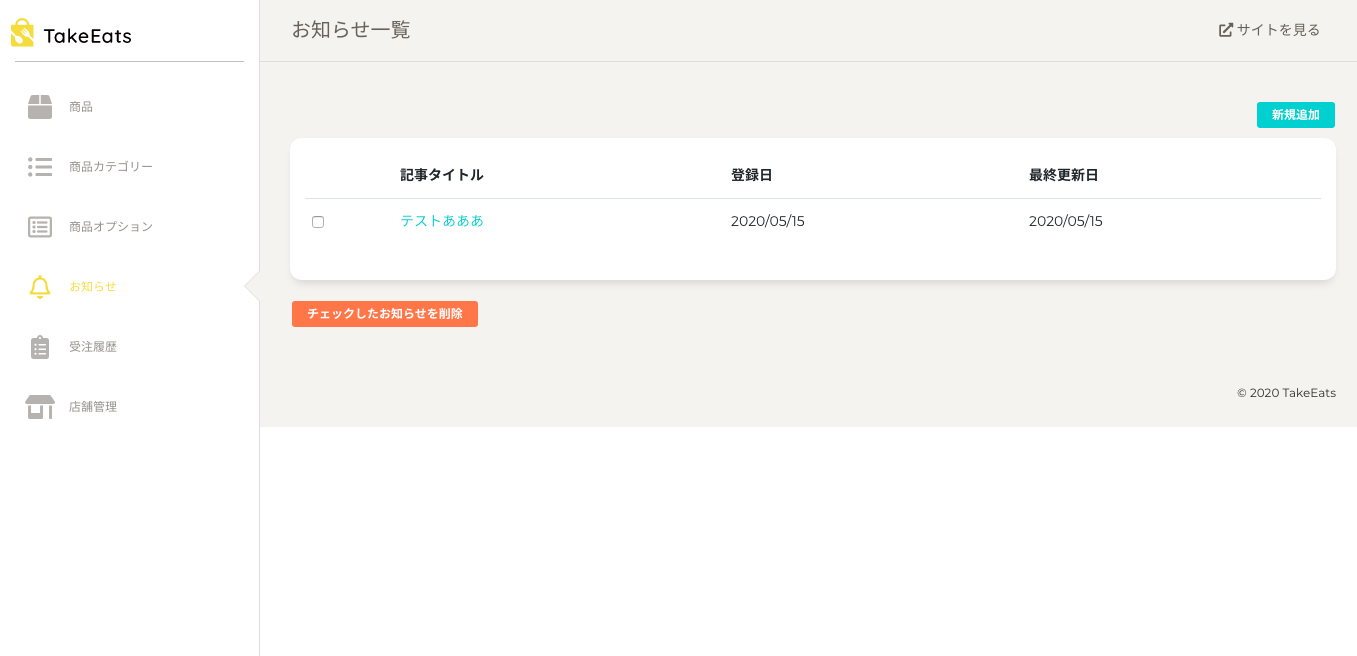 TakeEats
商品
商品カテゴリー
商品オプション
お知らせ
受注履歴
店舗管理
お知らせ一覧
サイトを見る
新規追加
記事タイトル 登録日 最終更新日
テストあああ 2020/05/15 2020/05/15
チェックしたお知らせを削除
© 2020 TakeEats